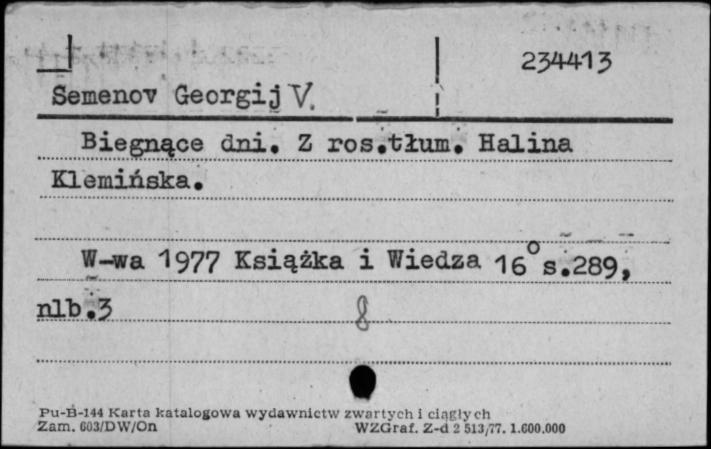 234413
Semenov Georgij V.
Biegnące dni. Z ros.tłum. Halina
Klemińska.
W-wa 1977 Książka i Wiedza 16° s.289,
nlb.3
8
Pu-B-144 Karta katalogowa wydawnictw zwartych i ciągłych
Zam. 603/DW/On WZGraf. Z-d 2 513/77. 1.600.000